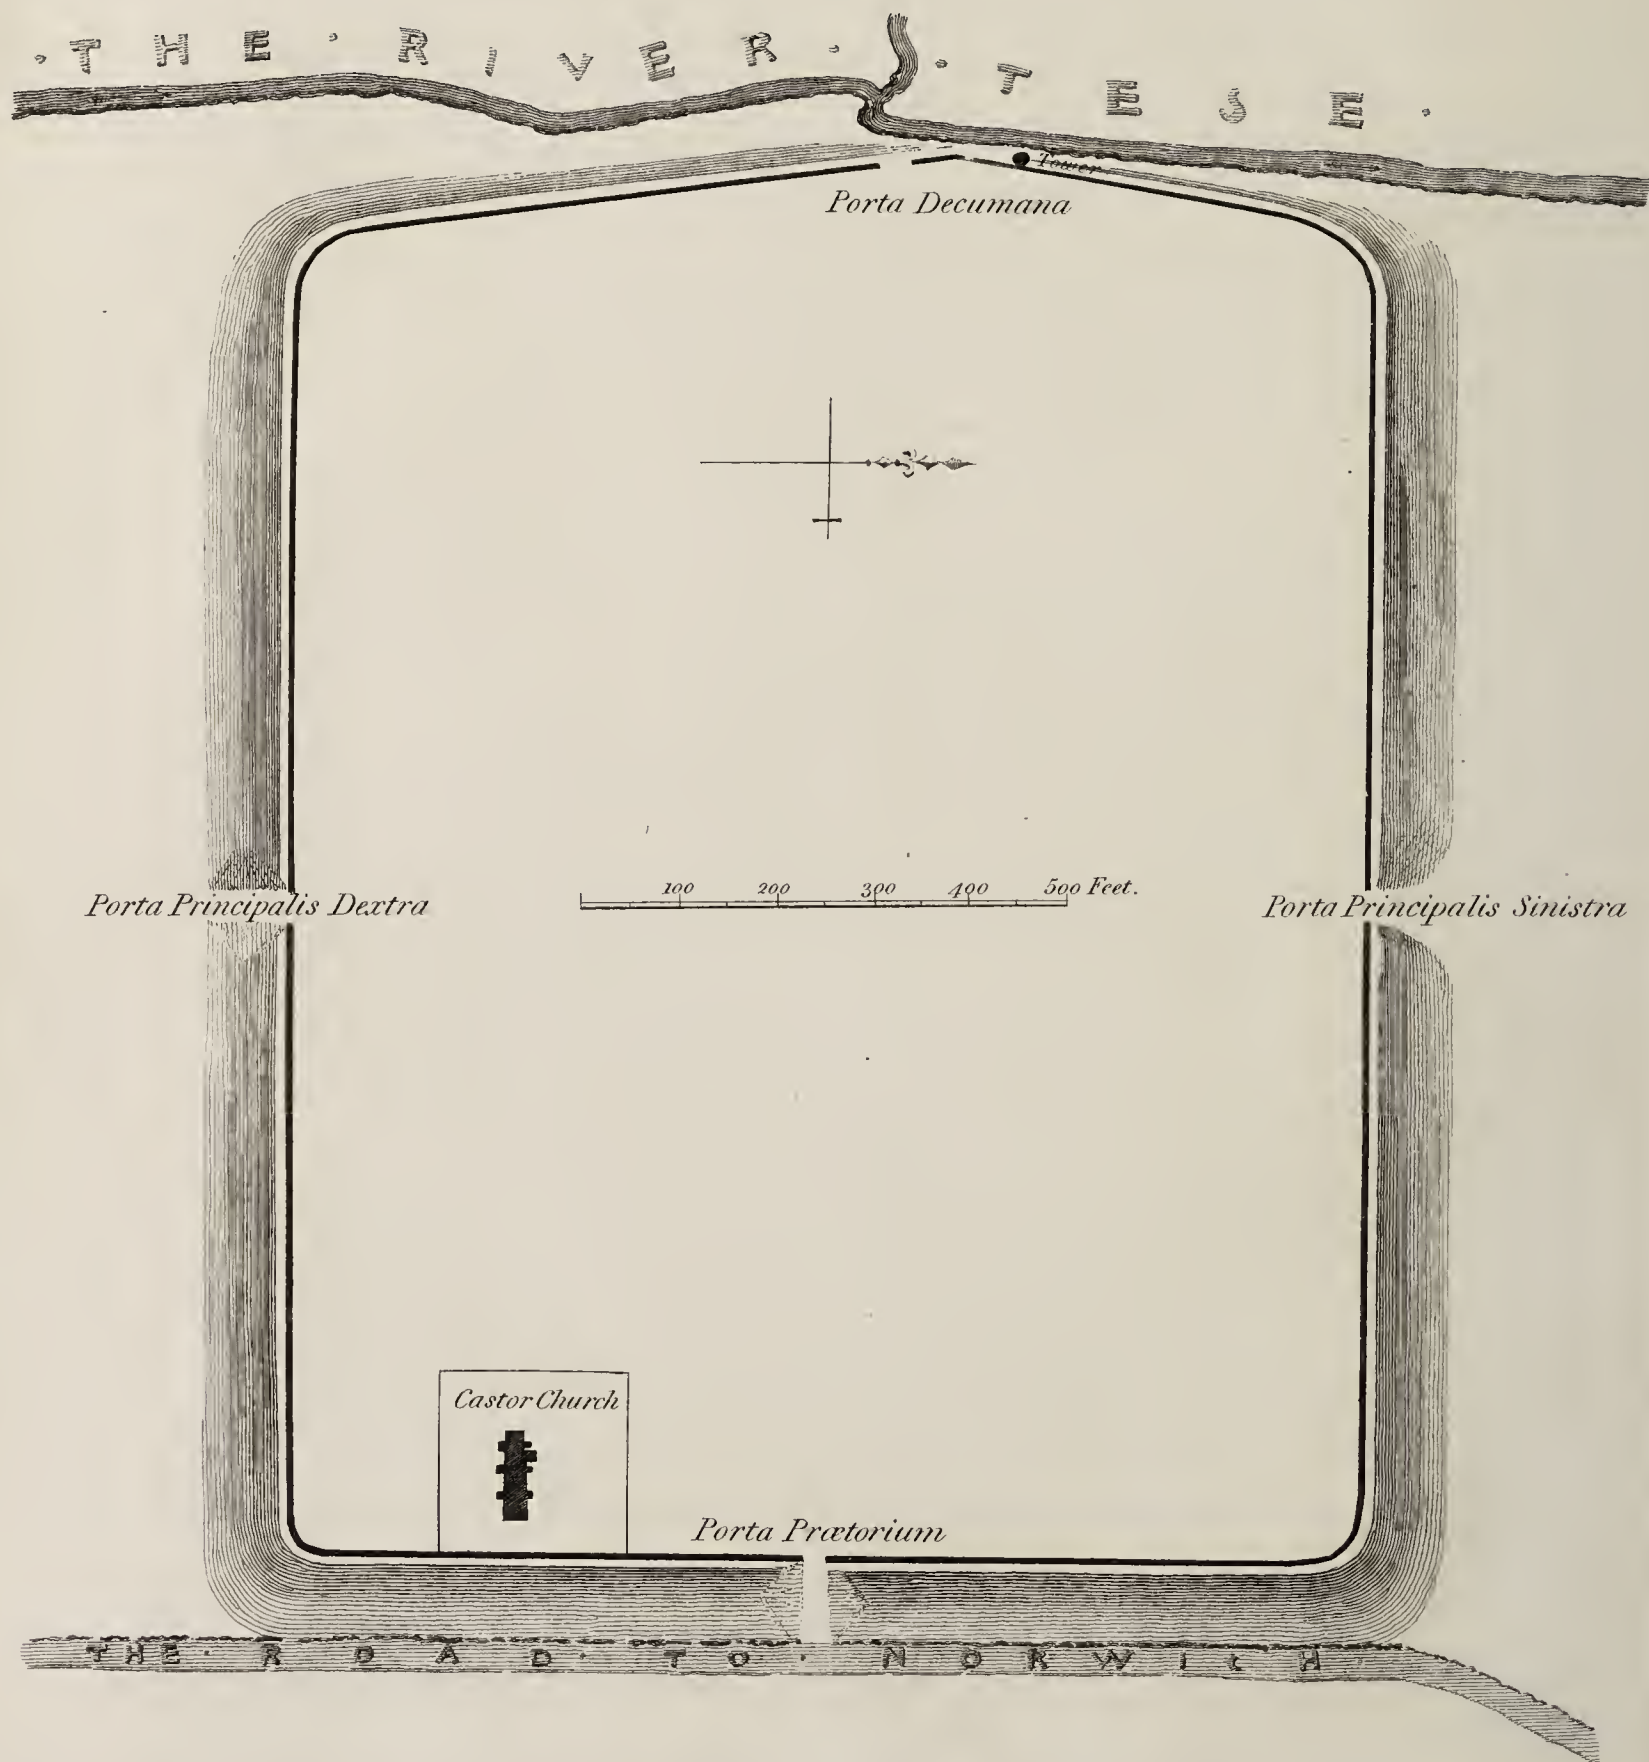 · THE · RIVER · TESE ·
Tower
Porta Decumana
100 200 300 400 500 Feet.
Porta Principalis Dextra
Porta Principalis Sinistra
Castor Church
Porta Prætorium
THE · ROAD · TO · NORWICH